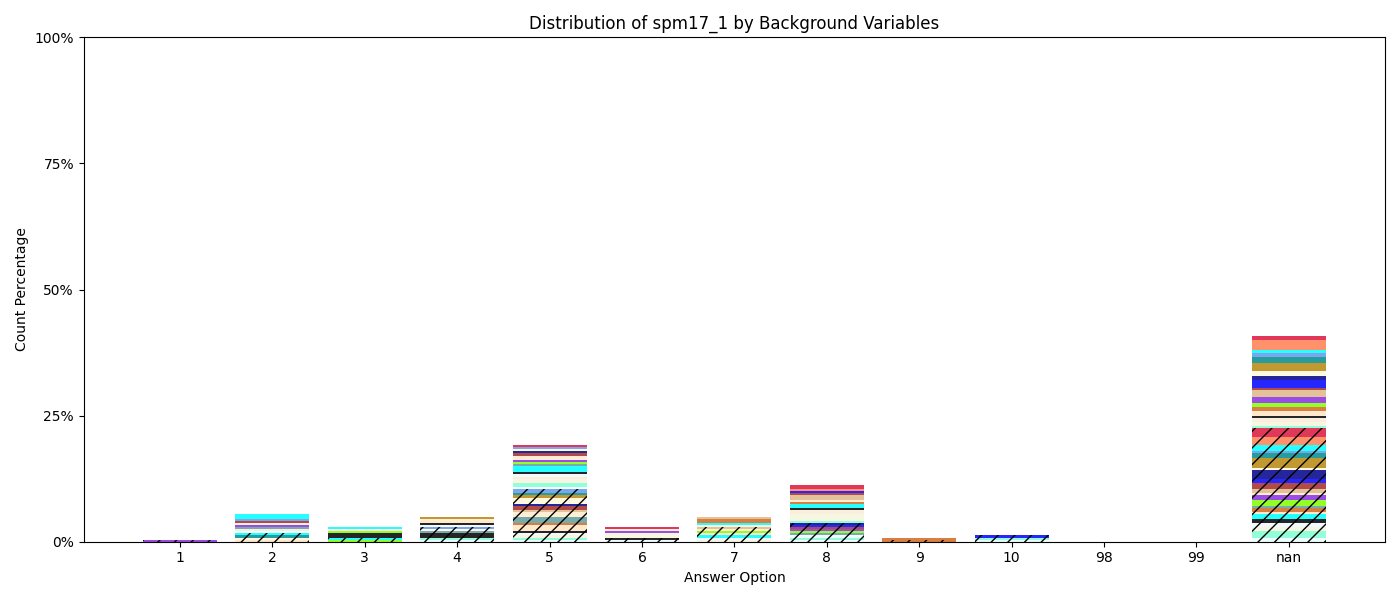 Distribution of spm17_1 by Background Variables
100%
75%
50%
25%
0%
Count Percentage
1 2 3 4 5 6 7 8 9 10 98 99 nan
Answer Option